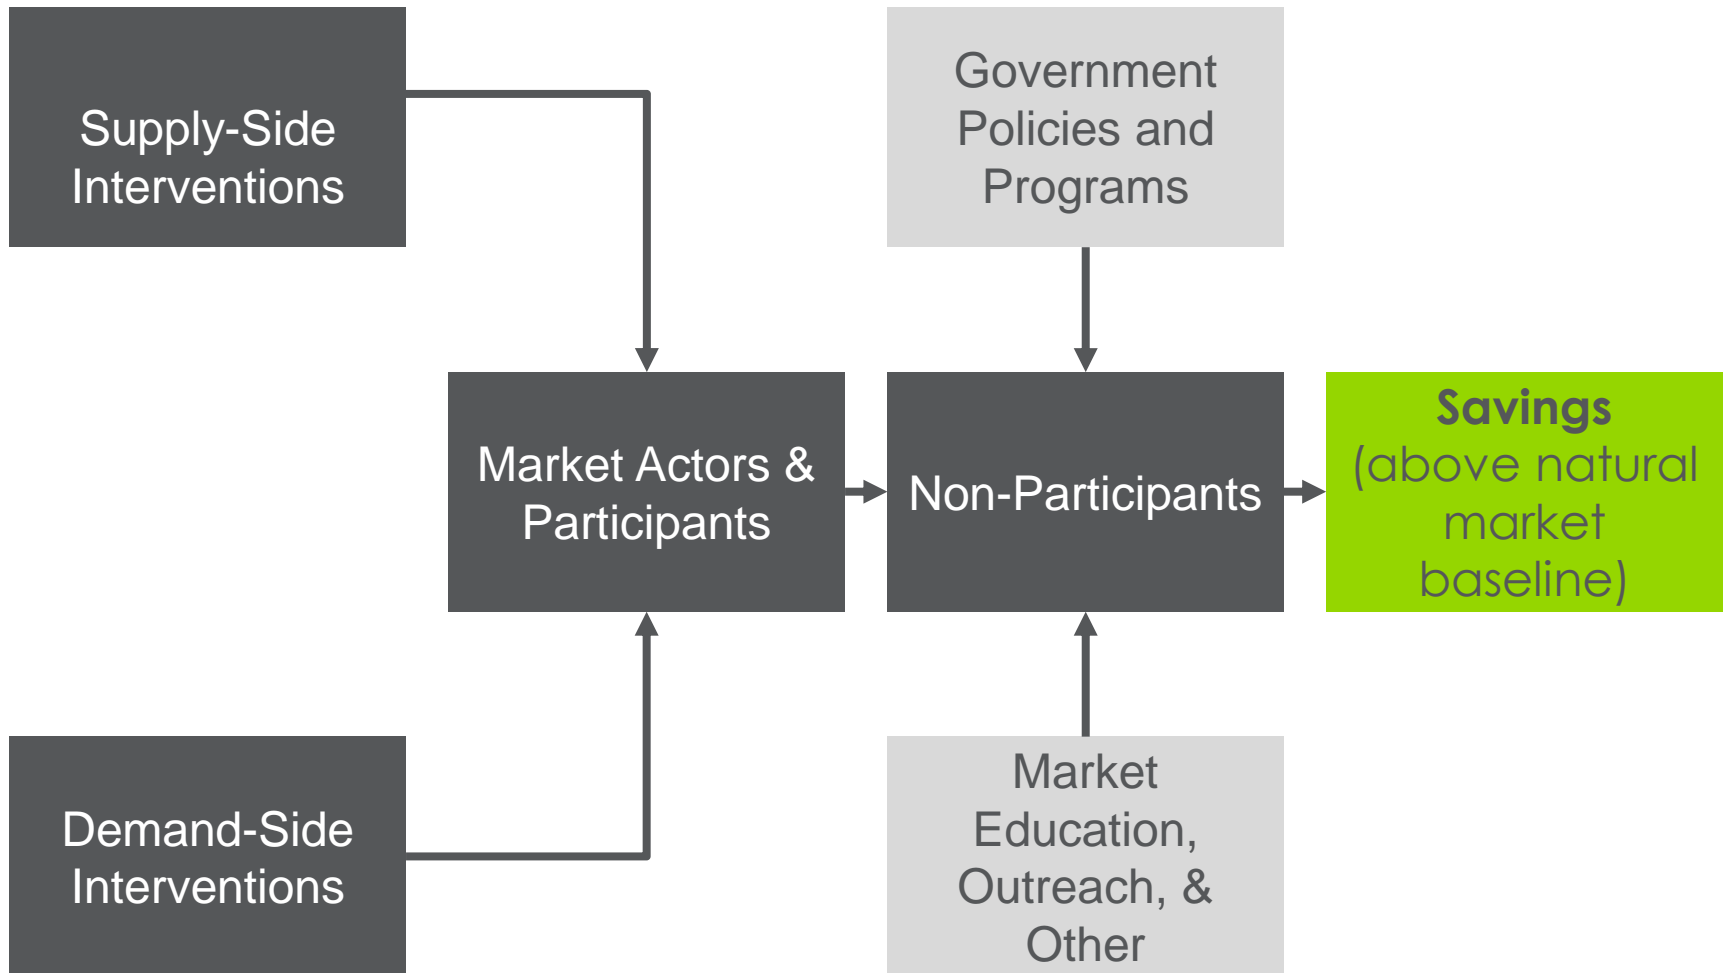 Supply-Side
Interventions
Government
Policies and
Programs
Market Actors &
Participants
Non-Participants
Savings
(above natural
market
baseline)
Demand-Side
Interventions
Market
Education,
Outreach, &
Other